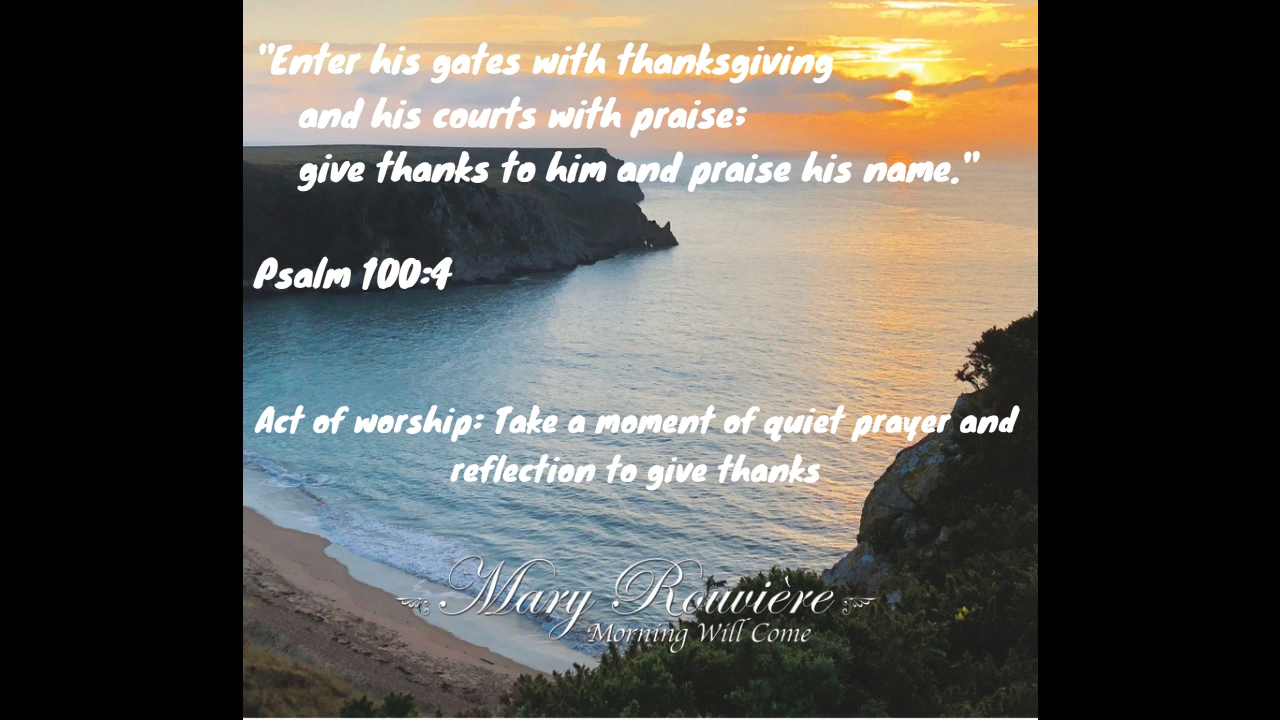 "Enter his gates with thanksgiving
and his courts with praise;
give thanks to him and praise his name."
Psalm 100:4
Act of worship: Take a moment of quiet prayer and
reflection to give thanks
Mary Rouvière
Morning Will Come